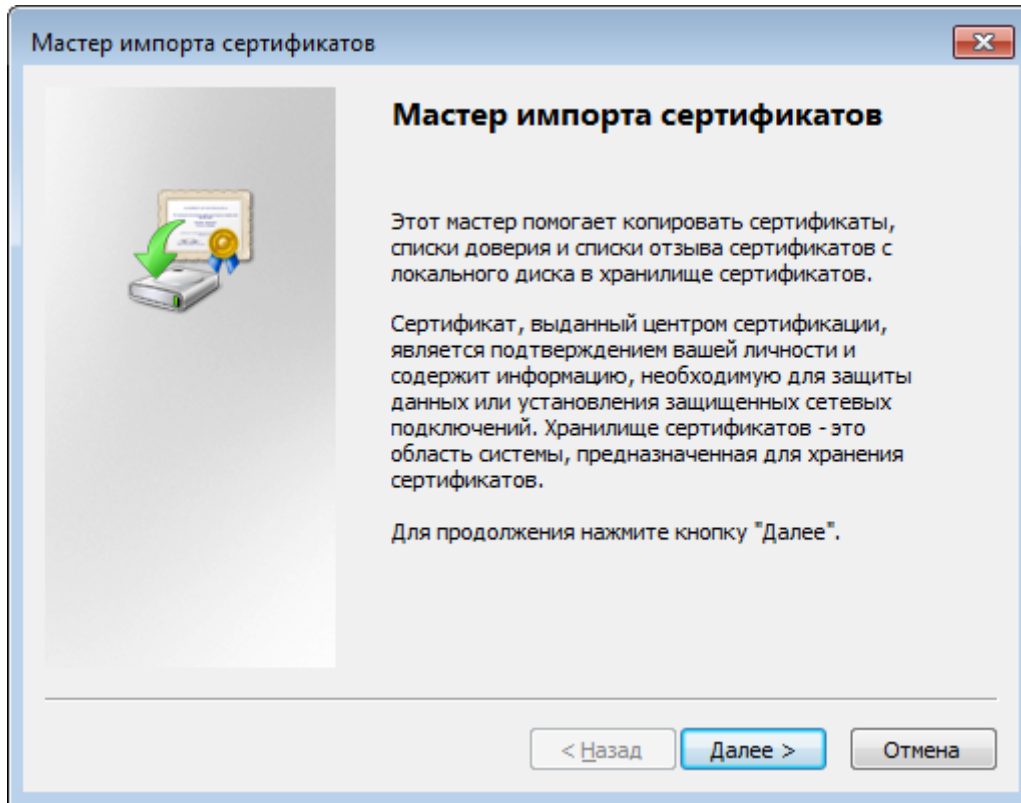 Мастер импорта сертификатов
Мастер импорта сертификатов
Этот мастер помогает копировать сертификаты,
списки доверия и списки отзыва сертификатов с
локального диска в хранилище сертификатов.
Сертификат, выданный центром сертификации,
является подтверждением вашей личности и
содержит информацию, необходимую для защиты
данных или установления защищенных сетевых
подключений. Хранилище сертификатов - это
область системы, предназначенная для хранения
сертификатов.
Для продолжения нажмите кнопку "Далее".
< Назад Далее > Отмена